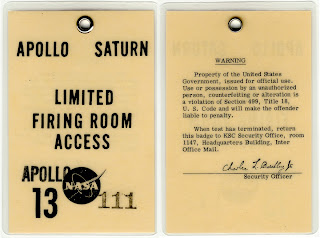 APOLLO SATURN
LIMITED
FIRING ROOM
ACCESS
APOLLO
13 NASA 111
WARNING
Property of the United States
Government, issued for official use.
Use or possession by an unauthorized
person, counterfeiting or alteration is
a violation of Section 499, Title 18,
U. S. Code and will make the offender
liable to penalty.
When test has terminated, return
this badge to KSC Security Office, room
1147, Headquarters Building, Inter
Office Mail.
Charles L. Buckley Jr
Security Officer